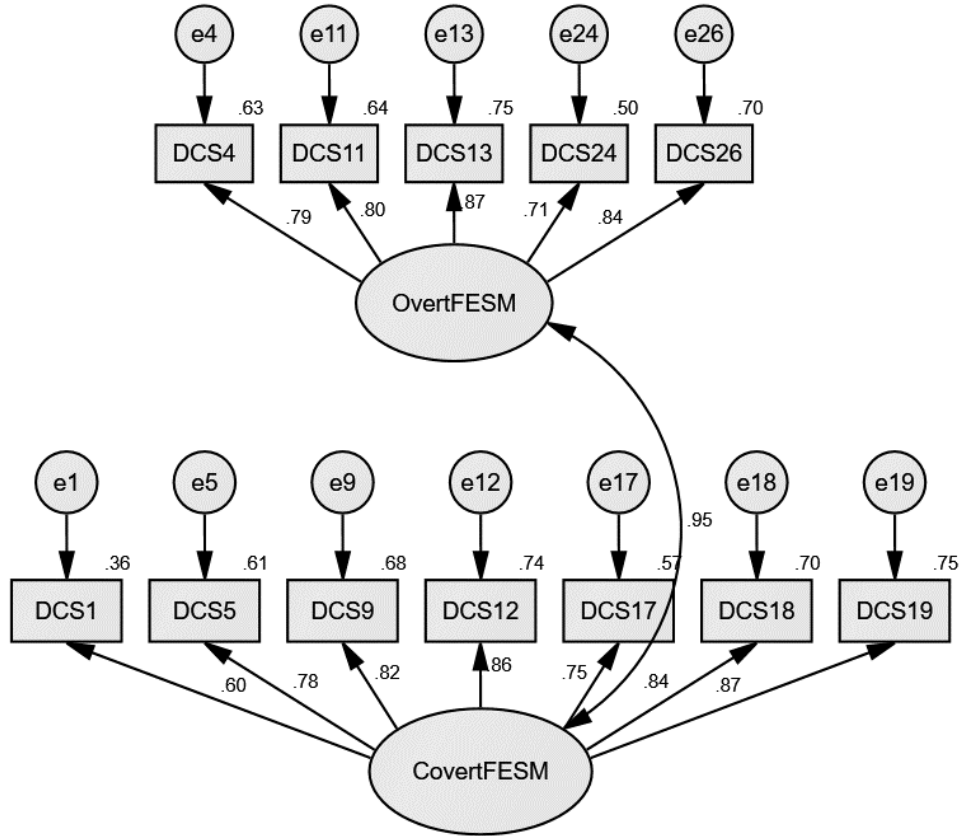 e4 e11 e13 e24 e26
.63 .64 .75 .50 .70
DCS4 DCS11 DCS13 DCS24 DCS26
.79 .80 .87 .71 .84
OvertFESM
e1 e5 e9 e12 e17 e18 e19
.95
.36 .61 .68 .74 .57 .70 .75
DCS1 DCS5 DCS9 DCS12 DCS17 DCS18 DCS19
.60 .78 .82 .86 .75 .84 .87
CovertFESM